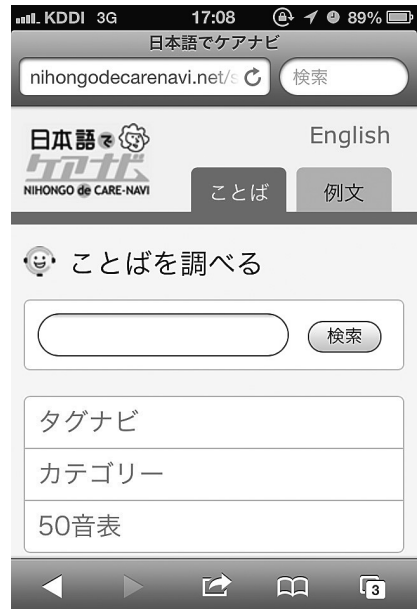 KDDI 3G 17:08 89%
日本語でケアナビ
nihongodecarenavi.net/s 検索
日本語で
ケアナビ
NIHONGO de CARE-NAVI
English
ことば 例文
ことばを調べる
検索
タグナビ
カテゴリー
50音表
3